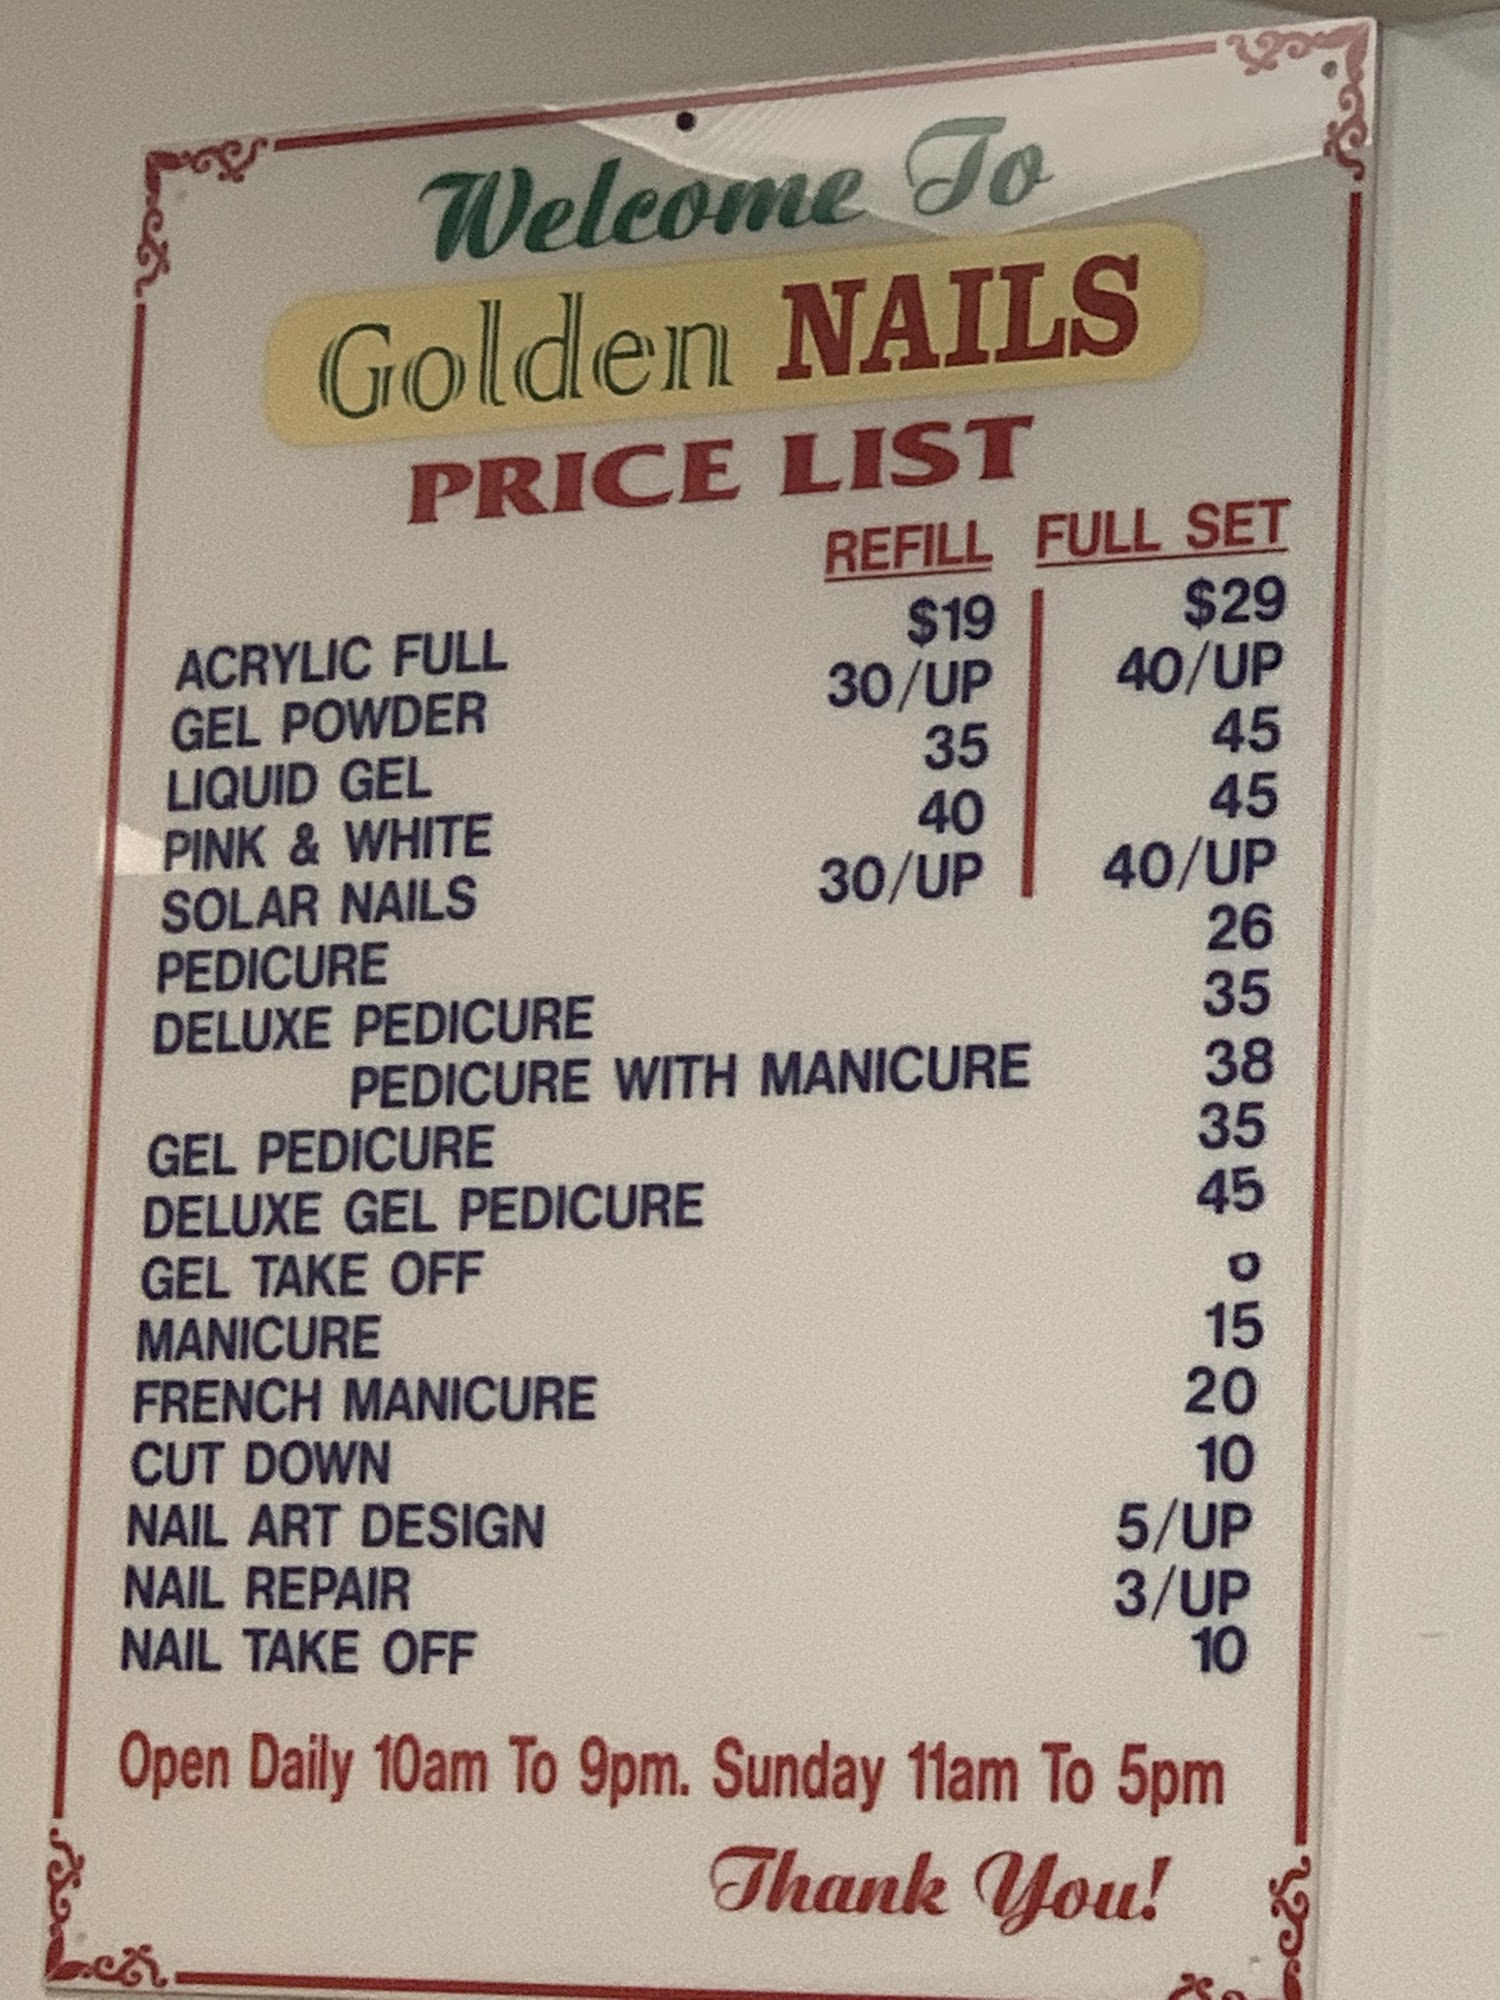 Welcome To
Golden NAILS
PRICE LIST
REFILL FULL SET
ACRYLIC FULL $19 $29
GEL POWDER 30/UP 40/UP
LIQUID GEL 35 45
PINK & WHITE 40 45
SOLAR NAILS 30/UP 40/UP
PEDICURE 26
DELUXE PEDICURE 35
PEDICURE WITH MANICURE 38
GEL PEDICURE 35
DELUXE GEL PEDICURE 45
GEL TAKE OFF
MANICURE 15
FRENCH MANICURE 20
CUT DOWN 10
NAIL ART DESIGN 5/UP
NAIL REPAIR 3/UP
NAIL TAKE OFF 10
Open Daily 10am To 9pm. Sunday 11am To 5pm
Thank You!